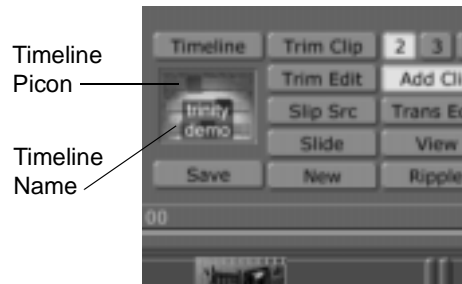 Timeline
Picon
Timeline
Name
Timeline
Trim Clip
2
3
Trim Edit
Add Cli
trinity
demo
Slip Src
Trans Ed
Slide
View
Save
New
Ripple
00